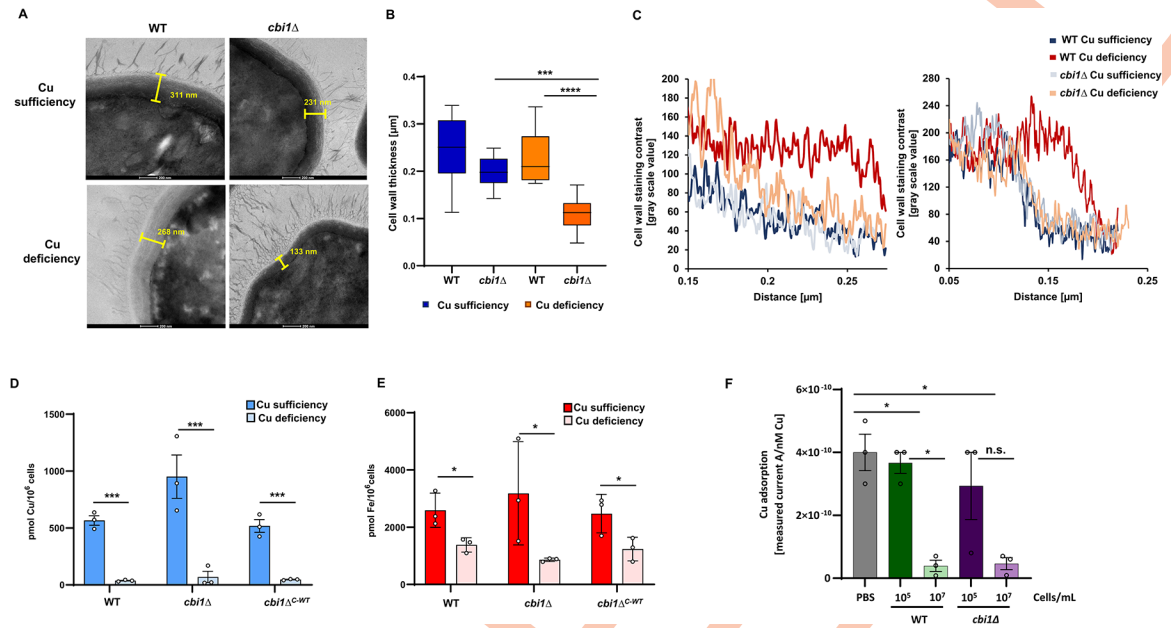 A
WT
cbi1Δ
Cu sufficiency
Cu deficiency
311 nm
231 nm
268 nm
133 nm
200 nm
200 nm
200 nm
200 nm
B
Cell wall thickness [µm]
0.4
0.3
0.2
0.1
0.0
***
****
WT
cbi1Δ
WT
cbi1Δ
Cu sufficiency
Cu deficiency
C
WT Cu sufficiency
WT Cu deficiency
cbi1Δ Cu sufficiency
cbi1Δ Cu deficiency
Cell wall staining contrast
[gray scale value]
200
180
160
140
120
100
80
60
40
20
0
0.15
0.2
0.25
Distance [µm]
Cell wall staining contrast
[gray scale value]
280
240
200
160
120
80
40
0
0.05
0.15
0.25
Distance [µm]
D
Cu sufficiency
Cu deficiency
pmol Cu/10⁶ cells
1500
1000
500
0
***
***
***
WT
cbi1Δ
cbi1Δ^C-WT
E
Cu sufficiency
Cu deficiency
pmol Fe/10⁶cells
6000
4000
2000
0
*
*
*
WT
cbi1Δ
cbi1Δ^C-WT
F
Cu adsorption
[measured current A/nM Cu]
6×10⁻¹⁰
4×10⁻¹⁰
2×10⁻¹⁰
0
*
*
*
n.s.
PBS
10⁵
10⁷
10⁵
10⁷
Cells/mL
WT
cbi1Δ